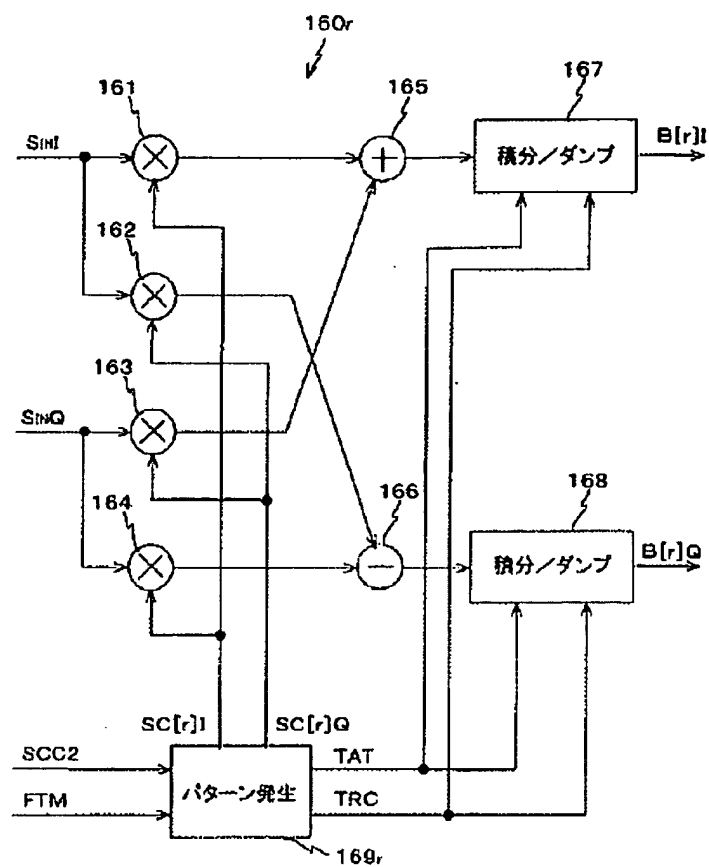 160r
161
165
167
SINI
積分/ダンプ
B[r]I
162
163
SINQ
164
166
168
積分/ダンプ
B[r]Q
SC[r]I
SC[r]Q
SCC2
TAT
パターン発生
FTM
TRC
169r